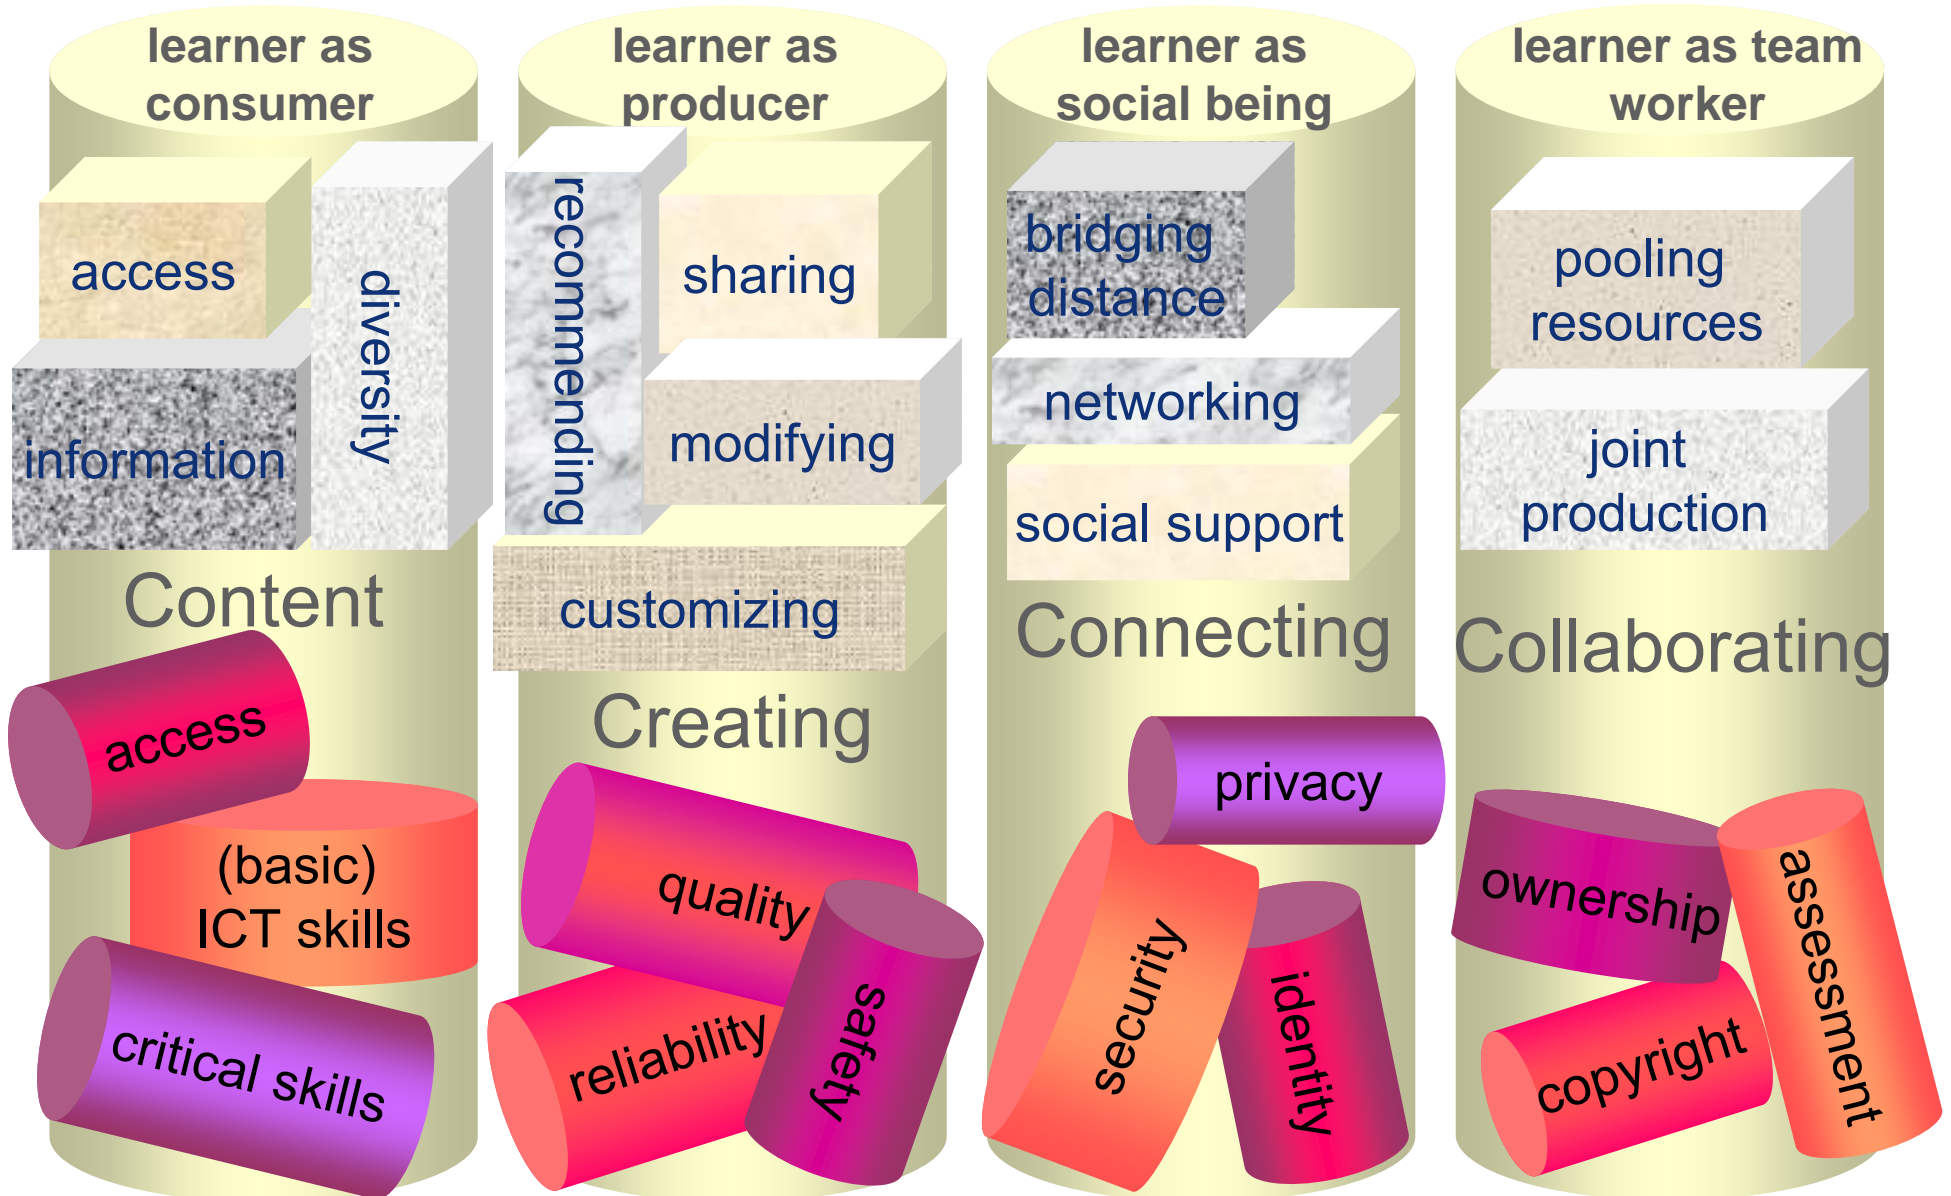 learner as
consumer
access
diversity
information
Content
access
(basic)
ICT skills
critical skills
learner as
producer
recommending
sharing
modifying
customizing
Creating
quality
safety
reliability
learner as
social being
bridging
distance
networking
social support
Connecting
privacy
security
identity
learner as team
worker
pooling
resources
joint
production
Collaborating
ownership
assessment
copyright